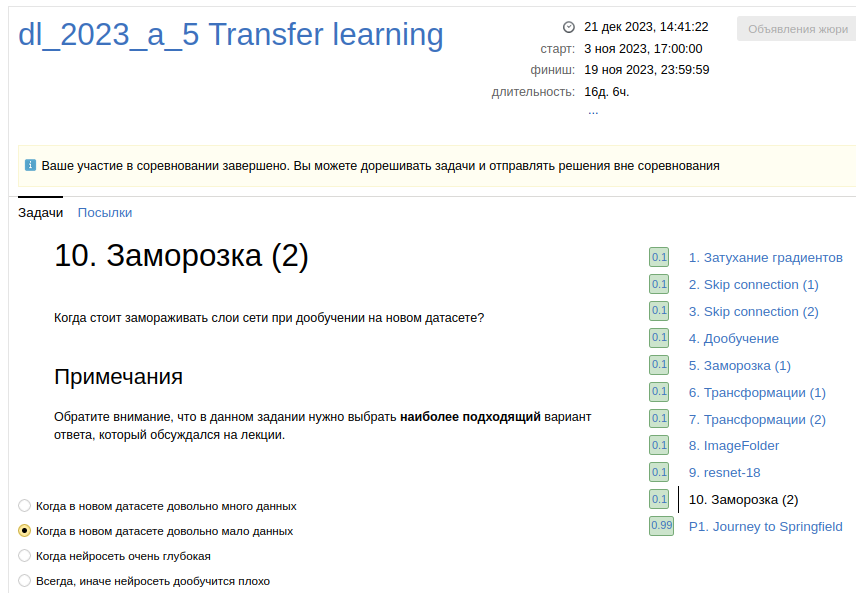 dl_2023_a_5 Transfer learning
21 дек 2023, 14:41:22
старт: 3 ноя 2023, 17:00:00
финиш: 19 ноя 2023, 23:59:59
длительность: 16д. 6ч.
...
Объявления жюри
Ваше участие в соревновании завершено. Вы можете дорешивать задачи и отправлять решения вне соревнования
Задачи Посылки
10. Заморозка (2)
Когда стоит замораживать слои сети при дообучении на новом датасете?
Примечания
Обратите внимание, что в данном задании нужно выбрать наиболее подходящий вариант
ответа, который обсуждался на лекции.
Когда в новом датасете довольно много данных
Когда в новом датасете довольно мало данных
Когда нейросеть очень глубокая
Всегда, иначе нейросеть дообучится плохо
0.1 1. Затухание градиентов
0.1 2. Skip connection (1)
0.1 3. Skip connection (2)
0.1 4. Дообучение
0.1 5. Заморозка (1)
0.1 6. Трансформации (1)
0.1 7. Трансформации (2)
0.1 8. ImageFolder
0.1 9. resnet-18
0.1 10. Заморозка (2)
0.99 P1. Journey to Springfield